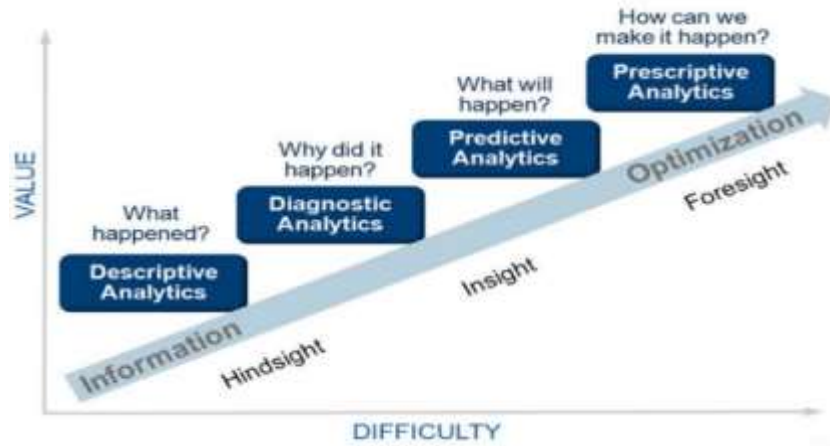 How can we
make it happen?
Prescriptive
Analytics
What will
happen?
Predictive
Analytics
Why did it
happen?
Diagnostic
Analytics
What
happened?
Descriptive
Analytics
Information
Optimization
Hindsight
Insight
Foresight
VALUE
DIFFICULTY